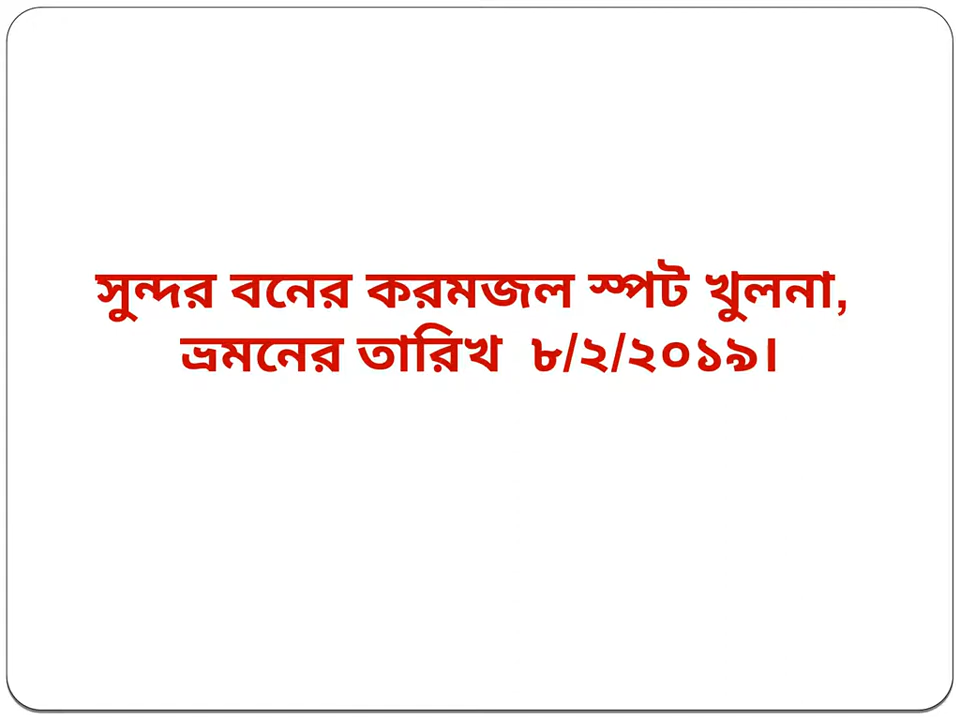 সুন্দর বনের করমজল স্পট খুলনা,
ভ্রমনের তারিখ ৮/২/২০১৯।